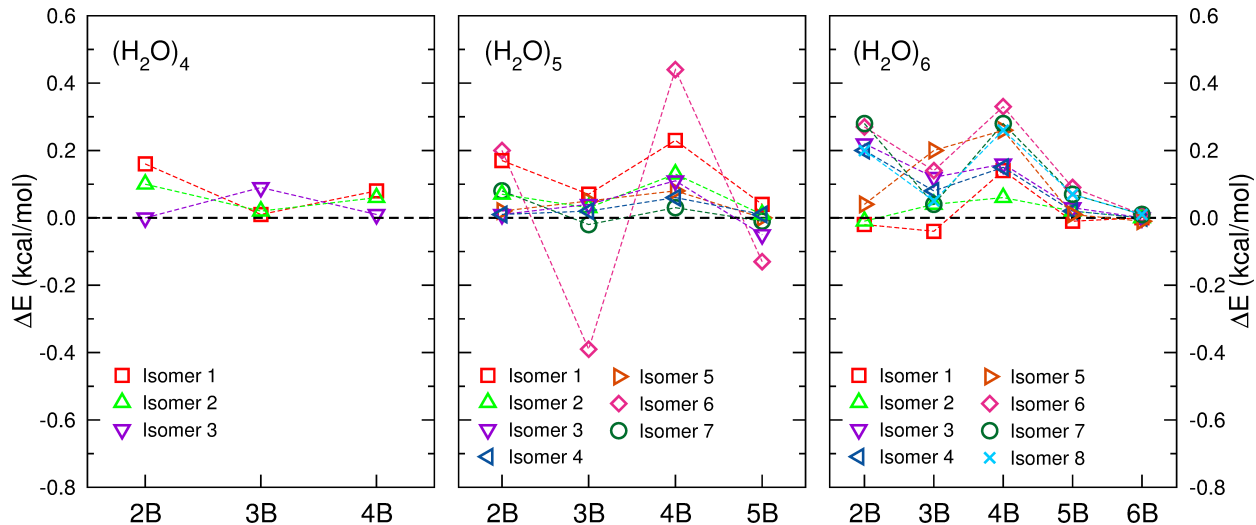 0.6
0.4
0.2
0.0
-0.2
-0.4
-0.6
-0.8
ΔE (kcal/mol)
(H₂O)₄
Isomer 1
Isomer 2
Isomer 3
2B 3B 4B
(H₂O)₅
Isomer 1 Isomer 5
Isomer 2 Isomer 6
Isomer 3 Isomer 7
Isomer 4
2B 3B 4B 5B
(H₂O)₆
Isomer 1 Isomer 5
Isomer 2 Isomer 6
Isomer 3 Isomer 7
Isomer 4 Isomer 8
2B 3B 4B 5B 6B
0.6
0.4
0.2
0.0
-0.2
-0.4
-0.6
-0.8
ΔE (kcal/mol)